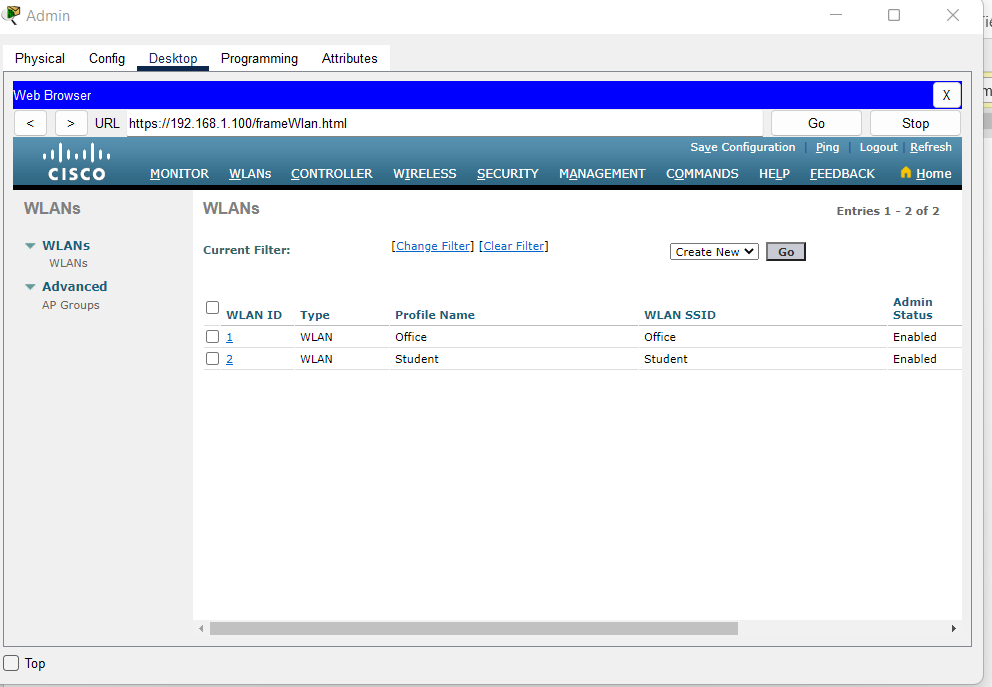 Admin
Physical Config Desktop Programming Attributes
Web Browser X
< > URL https://192.168.1.100/frameWlan.html Go Stop
Save Configuration | Ping | Logout | Refresh
CISCO
MONITOR WLANs CONTROLLER WIRELESS SECURITY MANAGEMENT COMMANDS HELP FEEDBACK Home
WLANs
WLANs
WLANs
Advanced
AP Groups
WLANs
Entries 1 - 2 of 2
Current Filter: [Change Filter] [Clear Filter] Create New Go
WLAN ID Type Profile Name WLAN SSID Admin Status
1 WLAN Office Office Enabled
2 WLAN Student Student Enabled
Top